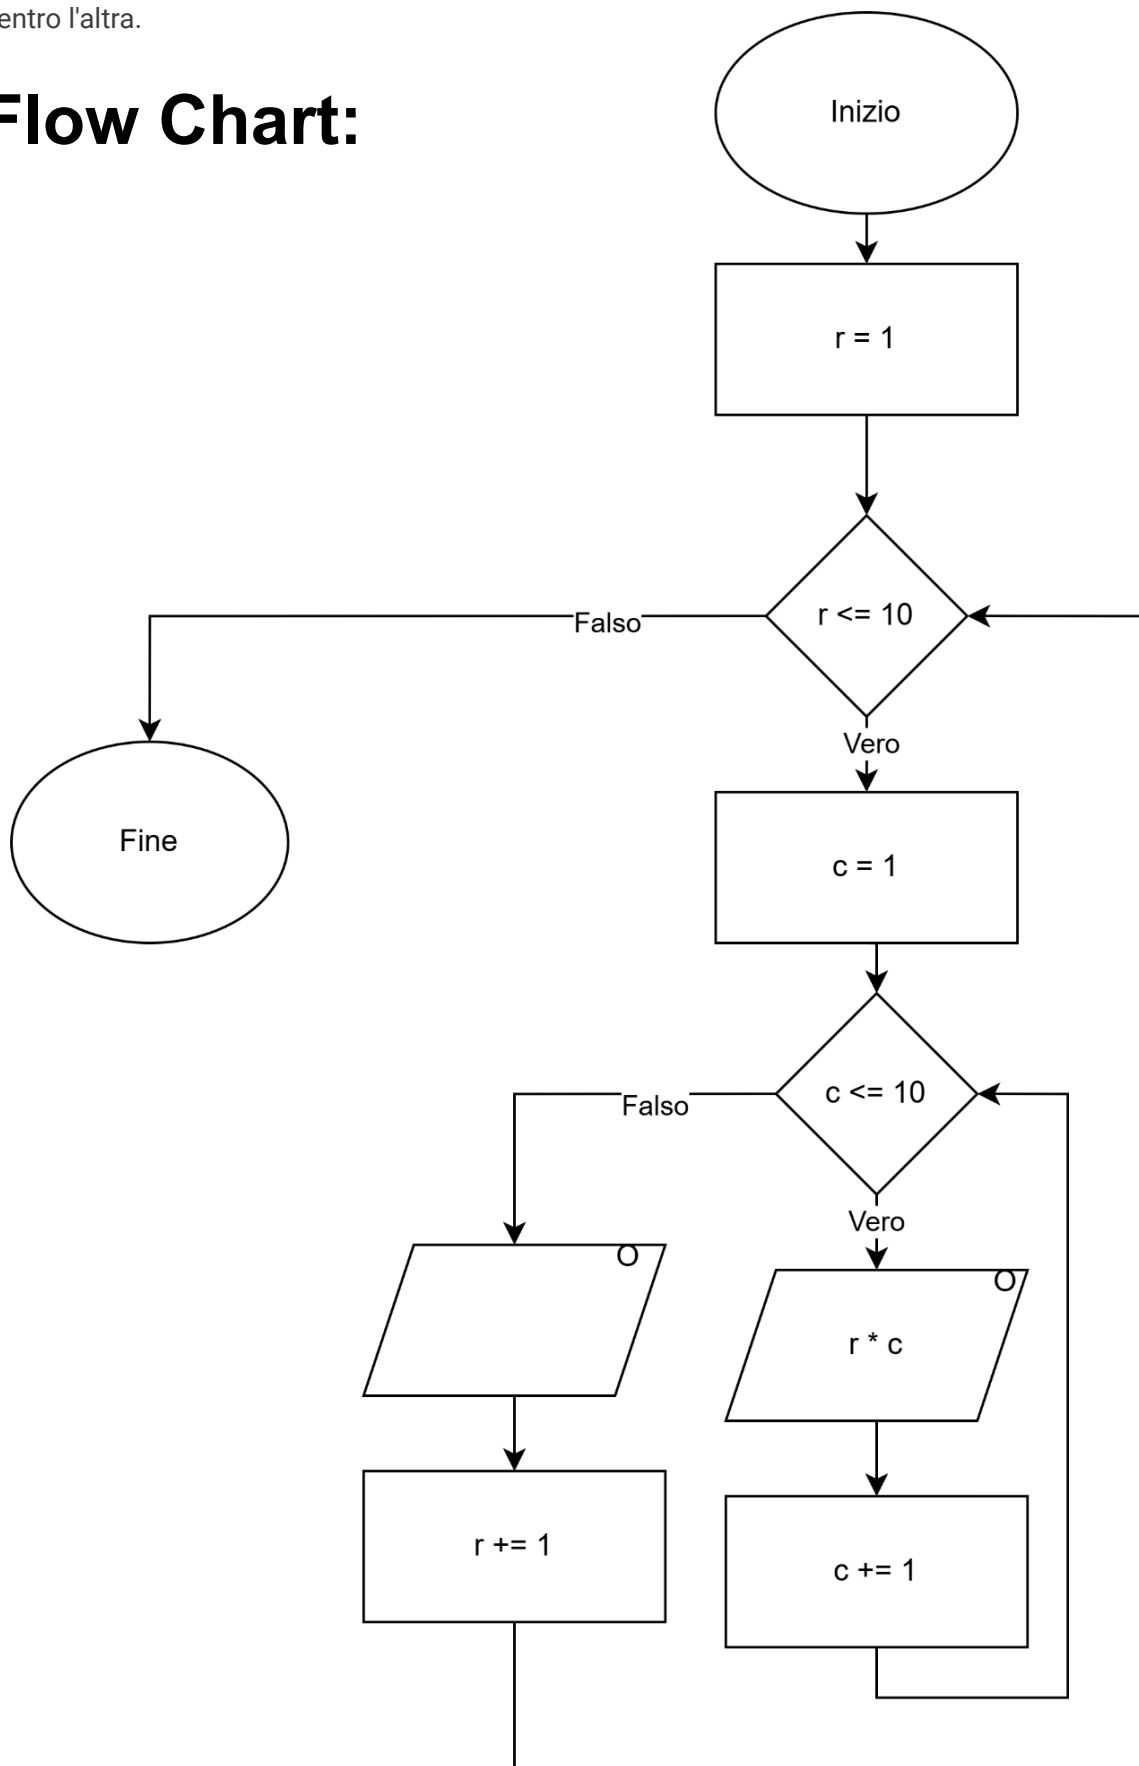 entro l'altra.
Flow Chart:
Inizio
r = 1
r <= 10
Falso
Vero
Fine
c = 1
c <= 10
Falso
Vero
O
O
r * c
r += 1
c += 1